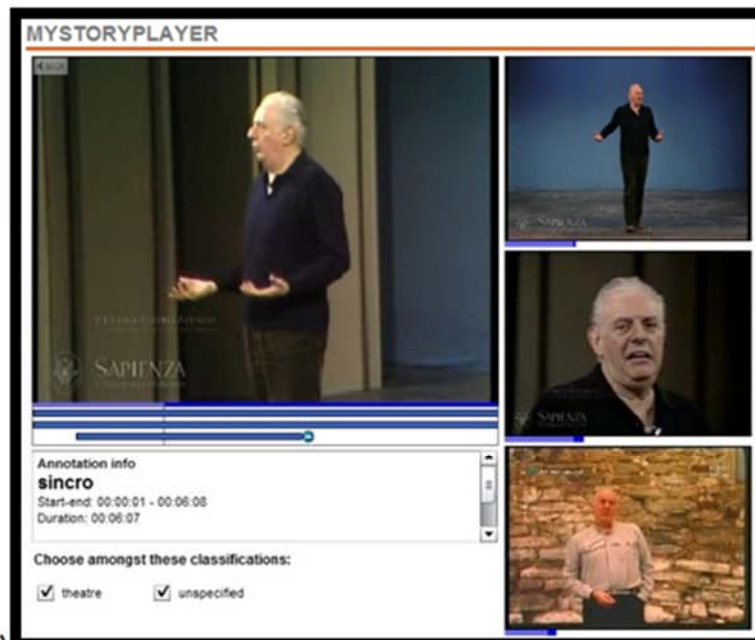 MYSTORYPLAYER
BACK
SAPIENZA
SAPIENZA
SAPIENZA
Annotation info
sincro
Start-end: 00:00:01 - 00:06:08
Duration: 00:06:07
Choose amongst these classifications:
theatre unspecified
)